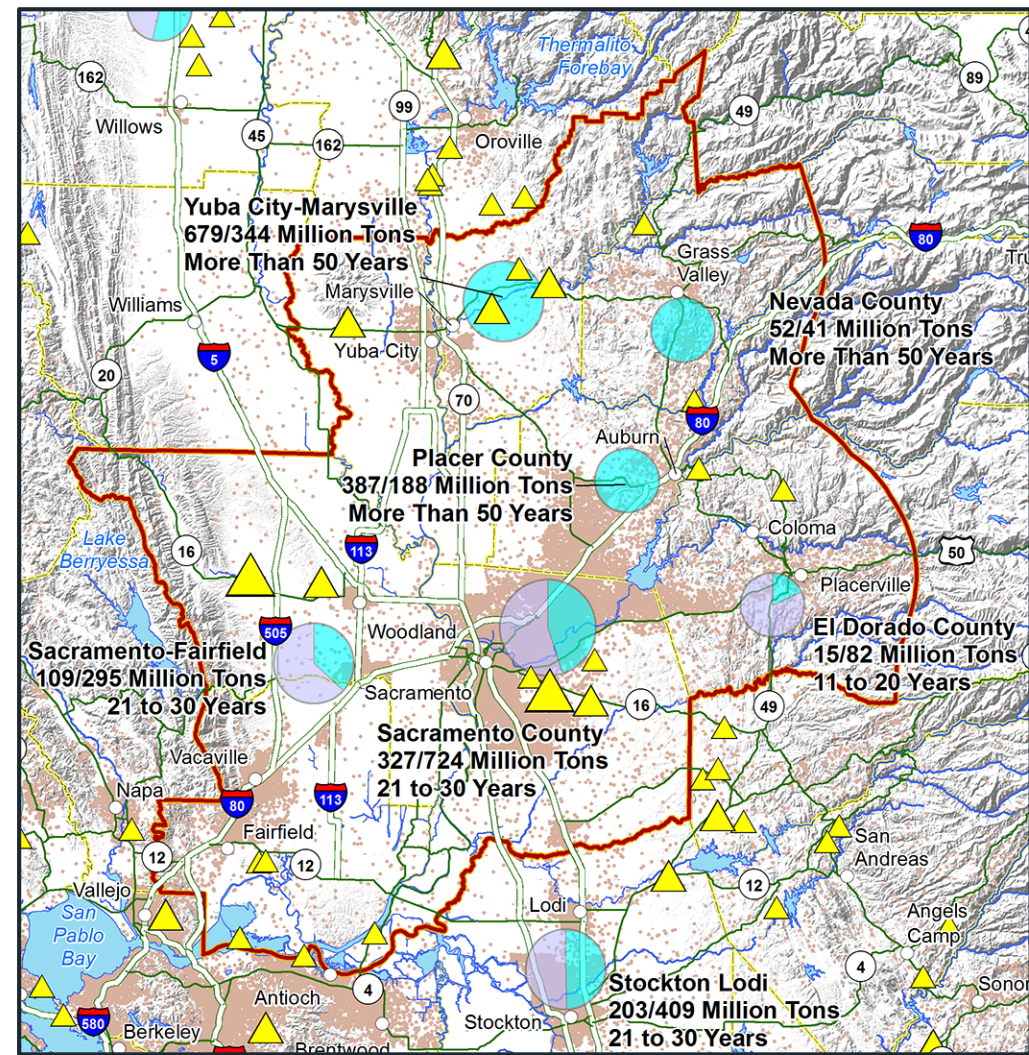 Thermalito
Forebay
162
89
99
49
Willows
45
162
Oroville
Yuba City-Marysville
679/344 Million Tons
More Than 50 Years
80
Grass
Valley
Marysville
Williams
Nevada County
52/41 Million Tons
More Than 50 Years
Yuba City
5
20
70
80
Auburn
Placer County
387/188 Million Tons
More Than 50 Years
Coloma
Lake
Berryessa
16
113
50
Placerville
505
Woodland
El Dorado County
15/82 Million Tons
11 to 20 Years
Sacramento-Fairfield
109/295 Million Tons
21 to 30 Years
Sacramento
16
49
Sacramento County
327/724 Million Tons
21 to 30 Years
Vacaville
Napa
80
113
Fairfield
12
12
San
Andreas
Vallejo
12
Lodi
San
Pablo
Bay
Angels
Camp
4
Antioch
4
Stockton Lodi
203/409 Million Tons
21 to 30 Years
Stockton
580
Berkeley
Brentwood